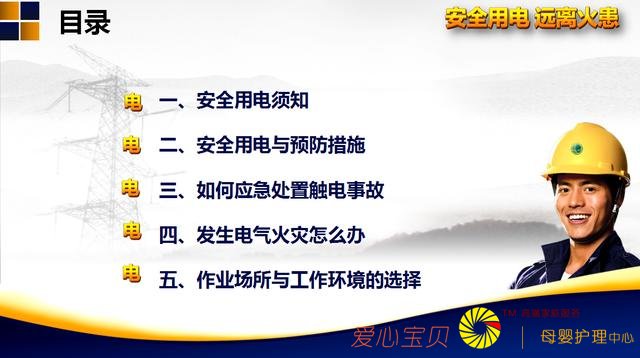 目录
安全用电 远离火患
电 一、安全用电须知
电 二、安全用电与预防措施
电 三、如何应急处置触电事故
电 四、发生电气火灾怎么办
电 五、作业场所与工作环境的选择
爱心宝贝
TM
母婴护理中心